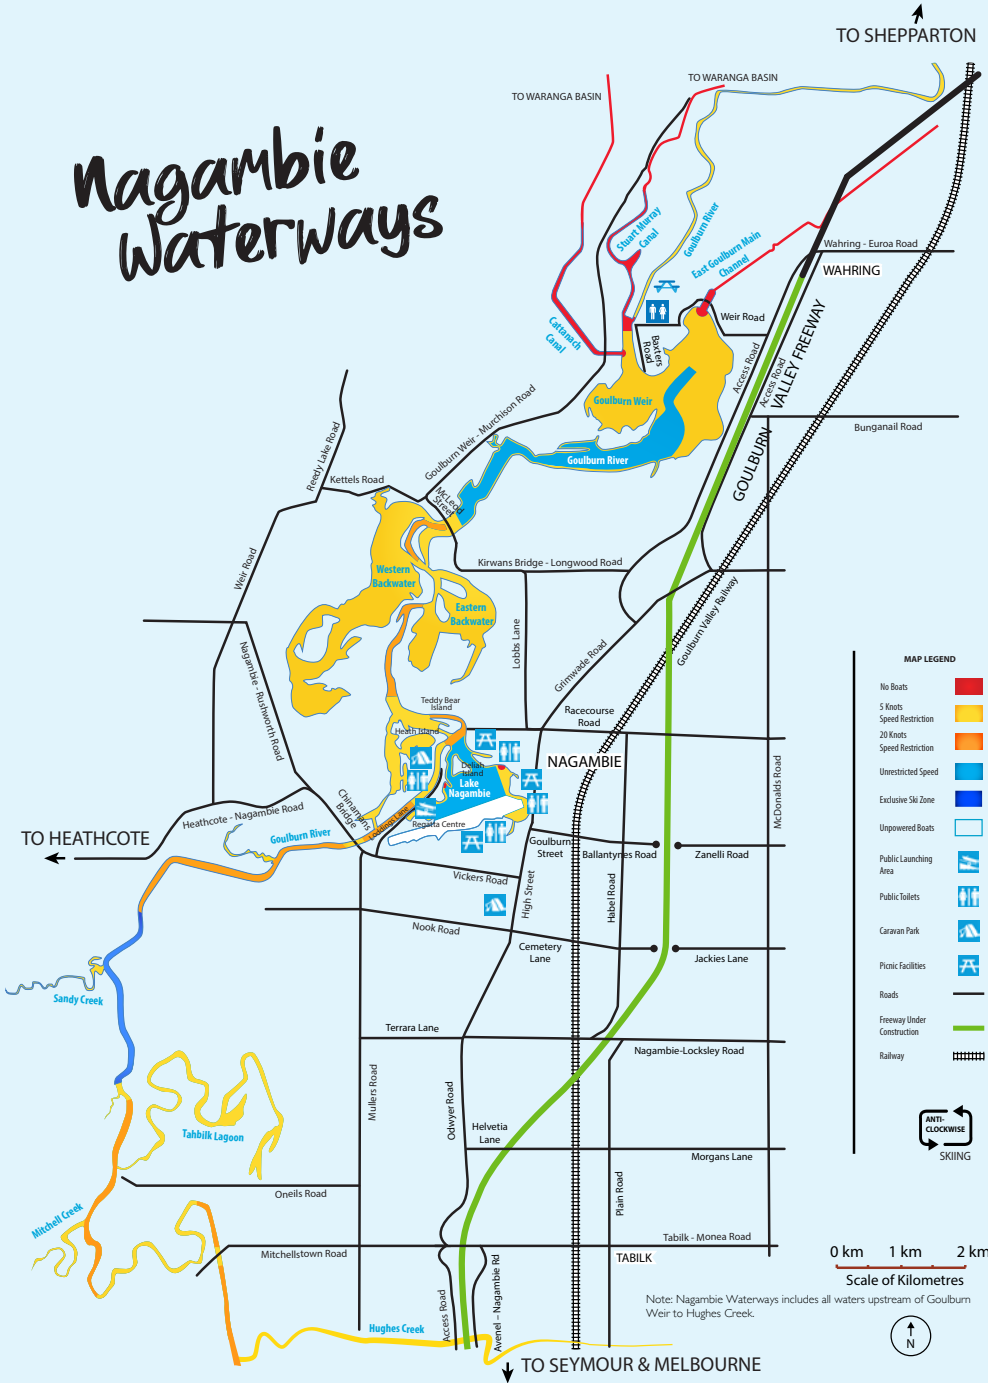 TO SHEPPARTON
TO WARANGA BASIN
TO WARANGA BASIN
Nagambie
Waterways
Stuart Murray
Canal
Goulburn River
East Goulburn Main
Channel
Wahring - Euroa Road
WAHRING
Cattanach
Canal
Weir Road
Baxters
Road
Access Road
Access Road
GOULBURN VALLEY FREEWAY
Goulburn Weir
Goulburn Weir - Murchison Road
Bunganail Road
Reedy Lake Road
Goulburn River
Kettels Road
McLeod
Street
Weir Road
Kirwans Bridge - Longwood Road
Western
Backwater
Eastern
Backwater
Goulburn Valley Railway
Lobbs Lane
Grimwade Road
Nagambie - Rushworth Road
Teddy Bear
Island
Racecourse
Road
Heath Island
NAGAMBIE
Deliah
Island
Lake
Nagambie
McDonalds Road
Chinamans
Bridge
Loddings Lane
Regatta Centre
Heathcote - Nagambie Road
TO HEATHCOTE
Goulburn River
Goulburn
Street
Ballantynes Road
Zanelli Road
Vickers Road
High Street
Habel Road
Nook Road
Cemetery
Lane
Jackies Lane
Sandy Creek
Terrara Lane
Nagambie-Locksley Road
Mullers Road
Odwyer Road
Helvetia
Lane
Tahbilk Lagoon
Morgans Lane
Oneils Road
Plain Road
Mitchell Creek
Mitchellstown Road
Tabilk - Monea Road
TABILK
Access Road
Avenel – Nagambie Rd
Hughes Creek
TO SEYMOUR & MELBOURNE
MAP LEGEND
No Boats
5 Knots
Speed Restriction
20 Knots
Speed Restriction
Unrestricted Speed
Exclusive Ski Zone
Unpowered Boats
Public Launching
Area
Public Toilets
Caravan Park
Picnic Facilities
Roads
Freeway Under
Construction
Railway
ANTI-
CLOCKWISE
SKIING
0 km 1 km 2 km
Scale of Kilometres
Note: Nagambie Waterways includes all waters upstream of Goulburn
Weir to Hughes Creek.
N